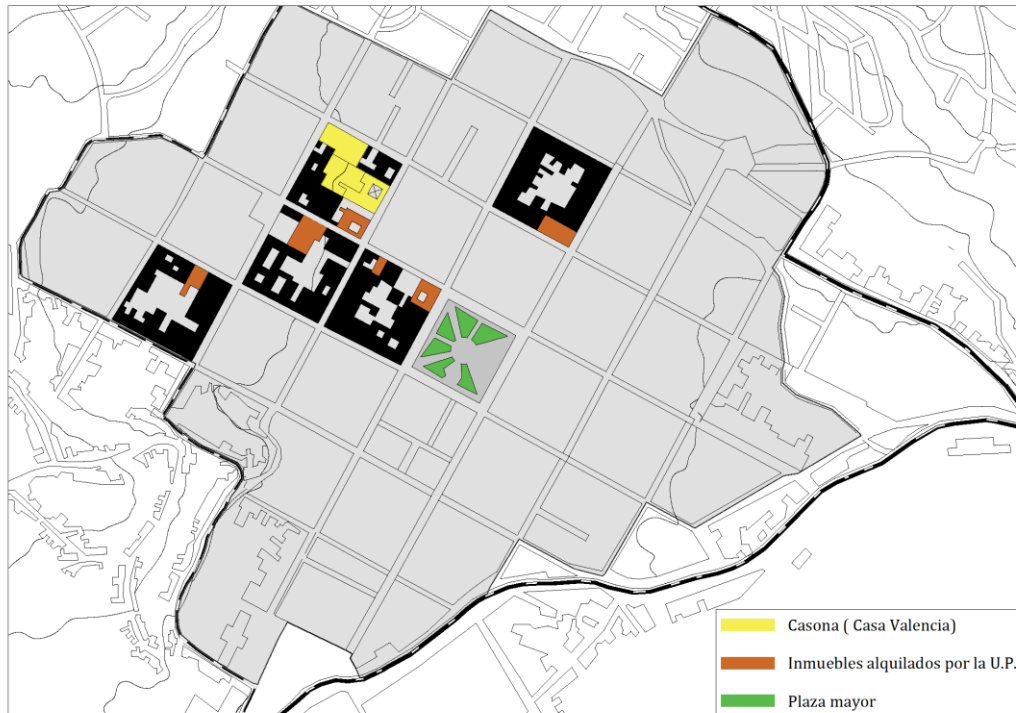 Casona ( Casa Valencia)
Inmuebles alquilados por la U.P.
Plaza mayor